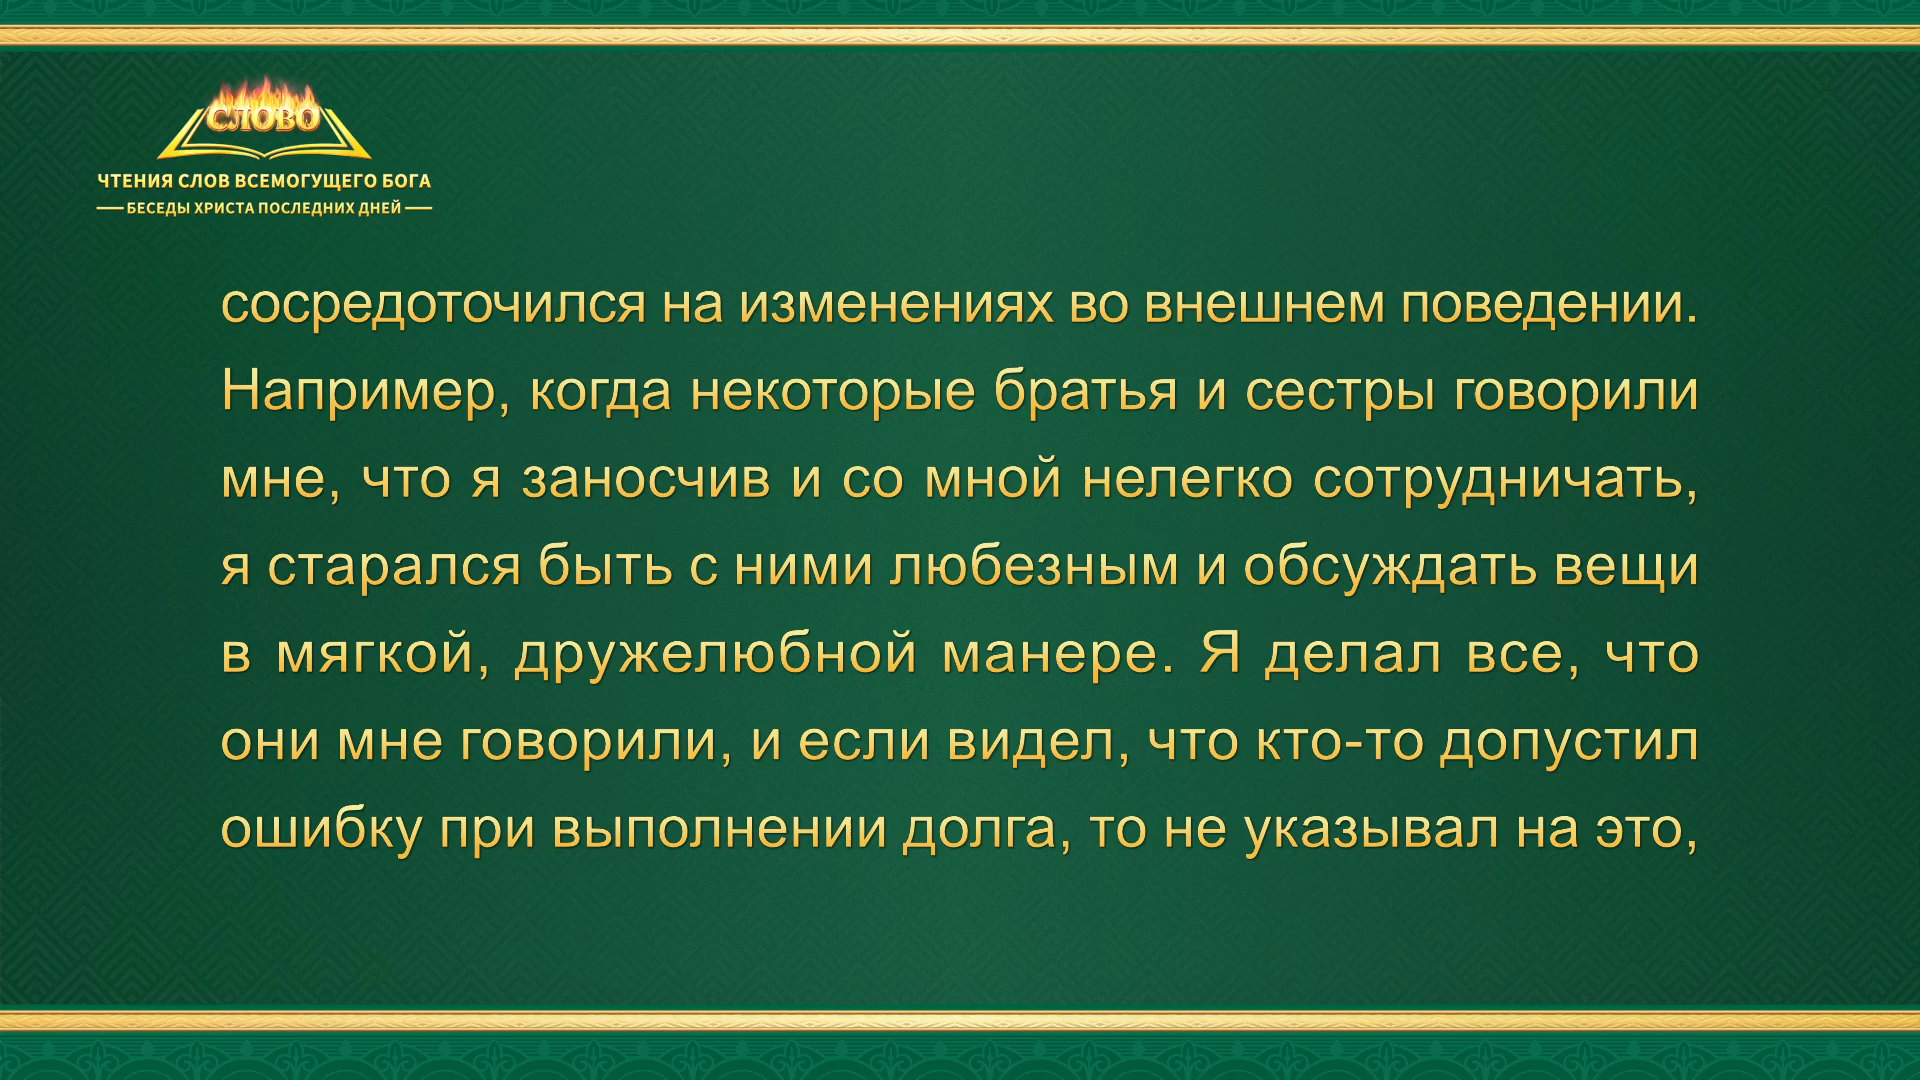 СЛОВО
ЧТЕНИЯ СЛОВ ВСЕМОГУЩЕГО БОГА
БЕСЕДЫ ХРИСТА ПОСЛЕДНИХ ДНЕЙ
сосредоточился на изменениях во внешнем поведении.
Например, когда некоторые братья и сестры говорили
мне, что я заносчив и со мной нелегко сотрудничать,
я старался быть с ними любезным и обсуждать вещи
в мягкой, дружелюбной манере. Я делал все, что
они мне говорили, и если видел, что кто-то допустил
ошибку при выполнении долга, то не указывал на это,